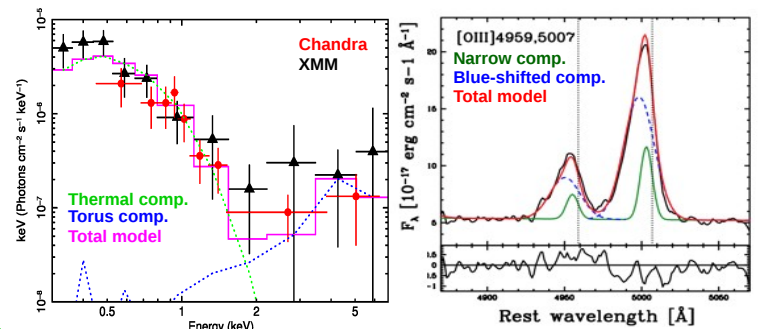 10⁻⁵
10⁻⁶
10⁻⁷
10⁻⁸
keV (Photons cm⁻² s⁻¹ keV⁻¹)
Chandra
XMM
Thermal comp.
Torus comp.
Total model
0.5
1
2
5
Energy (keV)
[OIII]4959,5007
Narrow comp.
Blue-shifted comp.
Total model
F_λ [10⁻¹⁷ erg cm⁻² s−1 Å⁻¹]
20
15
10
5
0.5
0
-0.5
-1
4900
4950
5000
5050
Rest wavelength [Å]